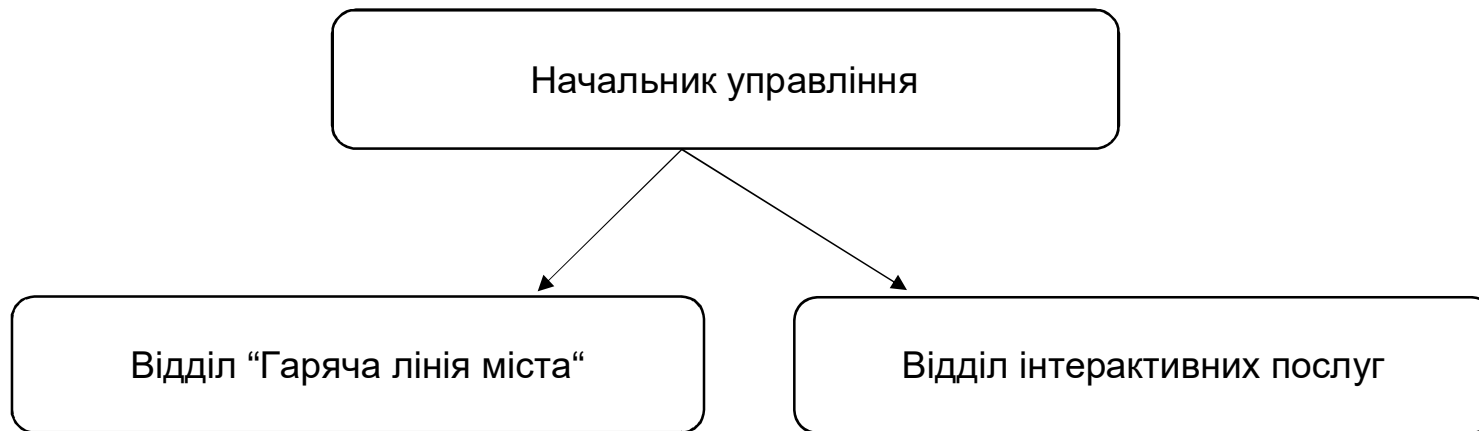 Начальник управління
Відділ “Гаряча лінія міста“
Відділ інтерактивних послуг